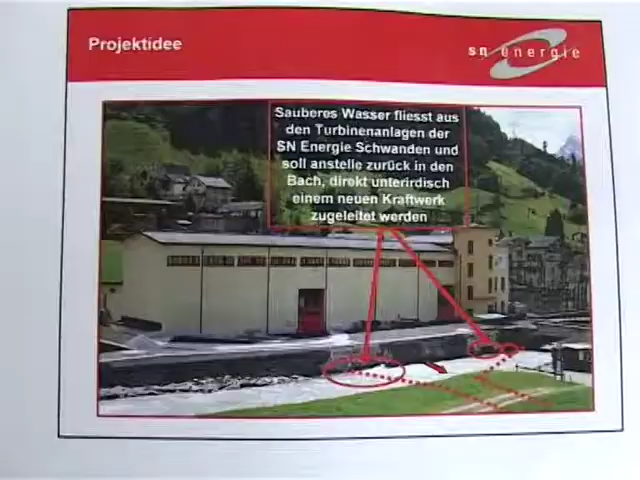 Projektidee
sn energie
Sauberes Wasser fliesst aus
den Turbinenanlagen der
SN Energie Schwanden und
soll anstelle zurück in den
Bach, direkt unterirdisch
einem neuen Kraftwerk
zugeleitet werden